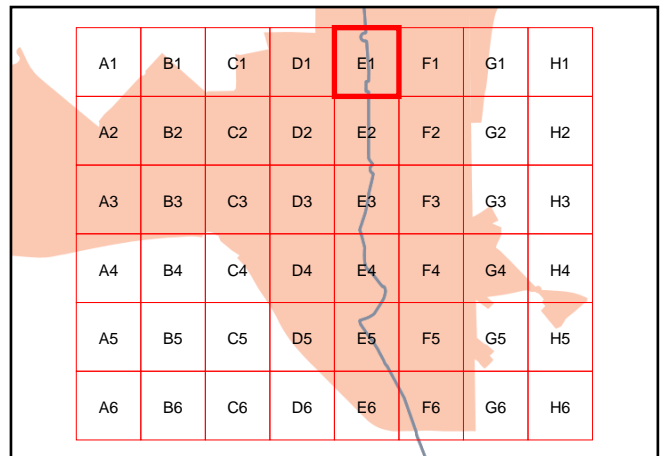 A1 B1 C1 D1 E1 F1 G1 H1
A2 B2 C2 D2 E2 F2 G2 H2
A3 B3 C3 D3 E3 F3 G3 H3
A4 B4 C4 D4 E4 F4 G4 H4
A5 B5 C5 D5 E5 F5 G5 H5
A6 B6 C6 D6 E6 F6 G6 H6